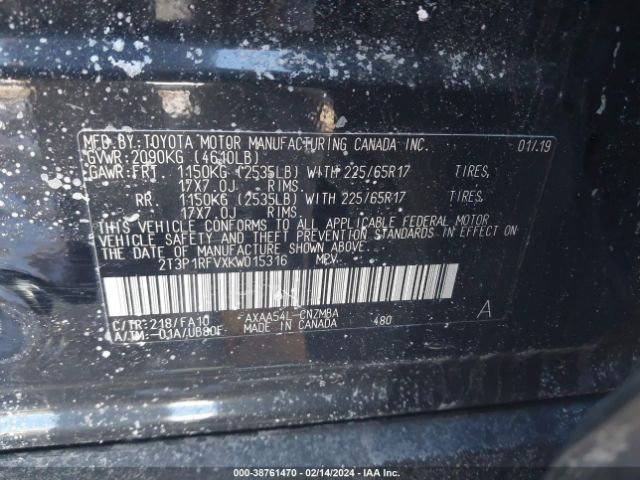 MFD.BY:TOYOTA MOTOR MANUFACTURING CANADA INC. 01/19
GVWR:2090KG (4610LB)
GAWR:FRT 1150KG (2535LB) WITH 225/65R17 TIRES,
17X7.0J RIMS.
RR 1150KG (2535LB) WITH 225/65R17 TIRES,
17X7.0J RIMS.
THIS VEHICLE CONFORMS TO ALL APPLICABLE FEDERAL MOTOR
VEHICLE SAFETY AND THEFT PREVENTION STANDARDS IN EFFECT ON
THE DATE OF MANUFACTURE SHOWN ABOVE.
2T3P1RFVXKW015316 MPV
C/TR:218/FA10 AXAA54L-CNZMBA 480 A
A/TM:-01A/UB80F MADE IN CANADA
000-38761470 - 02/14/2024 - IAA Inc.